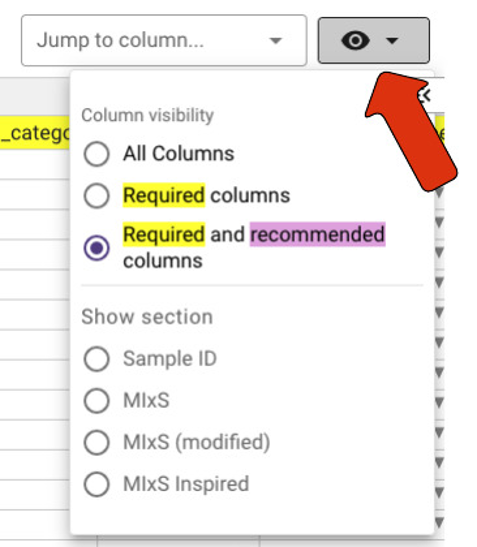 Jump to column...
_catego
Column visibility
All Columns
Required columns
Required and recommended
columns
Show section
Sample ID
MIxS
MIxS (modified)
MIxS Inspired